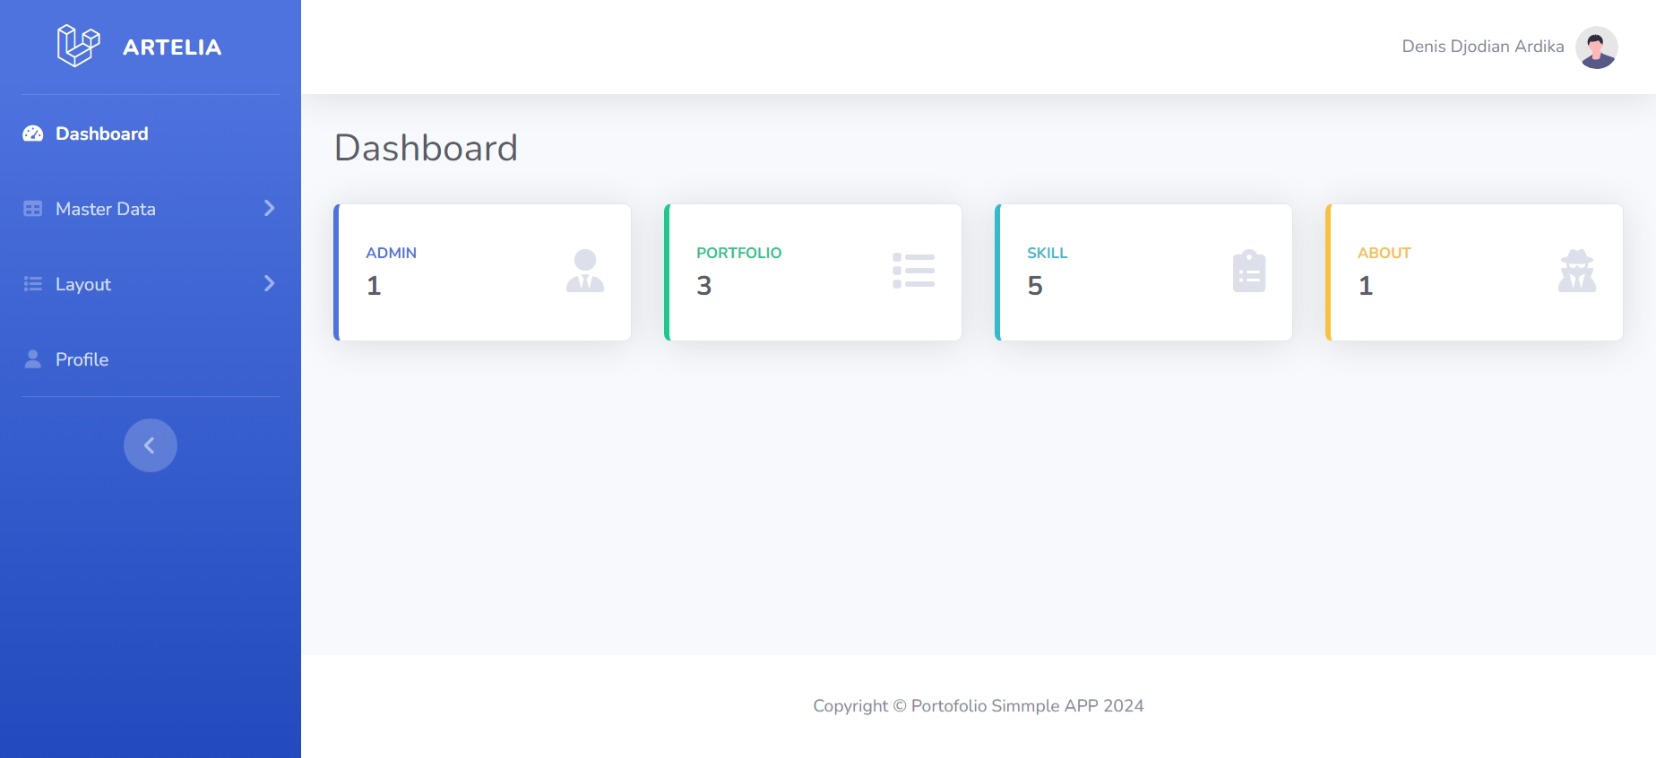 ARTELIA
Dashboard
Master Data
Layout
Profile
Denis Djodian Ardika
Dashboard
ADMIN
1
PORTFOLIO
3
SKILL
5
ABOUT
1
Copyright © Portofolio Simmple APP 2024